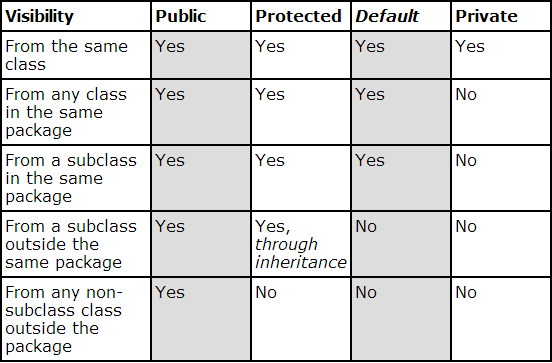 Visibility Public Protected Default Private
From the same class Yes Yes Yes Yes
From any class in the same package Yes Yes Yes No
From a subclass in the same package Yes Yes Yes No
From a subclass outside the same package Yes Yes, through inheritance No No
From any non-subclass class outside the package Yes No No No